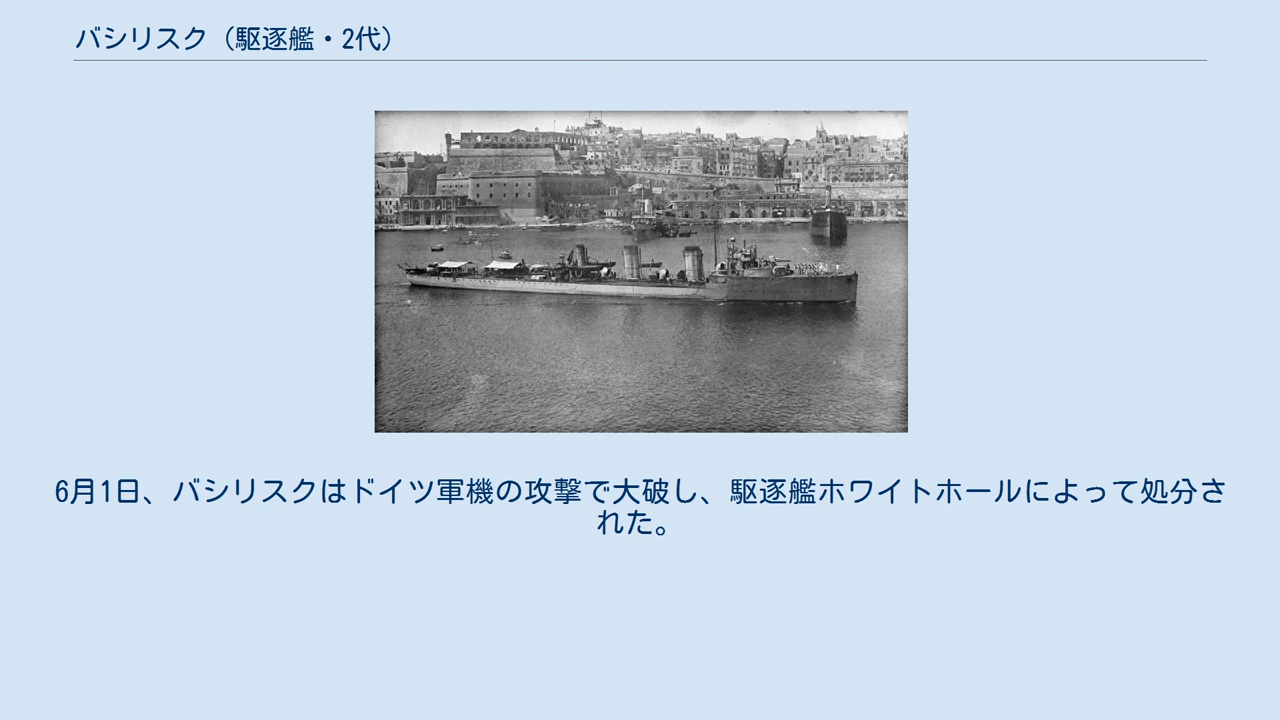 バシリスク（駆逐艦・2代）
6月1日、バシリスクはドイツ軍機の攻撃で大破し、駆逐艦ホワイトホールによって処分さ
れた。